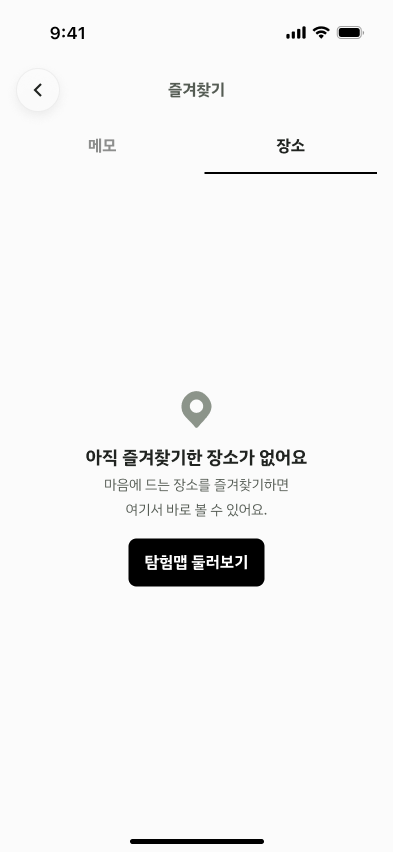 9:41
즐겨찾기
메모
장소
아직 즐겨찾기한 장소가 없어요
마음에 드는 장소를 즐겨찾기하면
여기서 바로 볼 수 있어요.
탐험맵 둘러보기